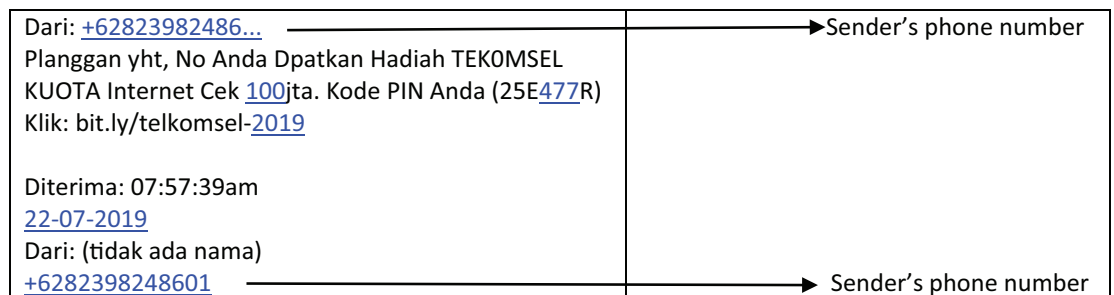 Dari: +62823982486... Sender's phone number
Planggan yht, No Anda Dpatkan Hadiah TEK0MSEL
KUOTA Internet Cek 100jta. Kode PIN Anda (25E477R)
Klik: bit.ly/telkomsel-2019
Diterima: 07:57:39am
22-07-2019
Dari: (tidak ada nama)
+6282398248601 Sender's phone number